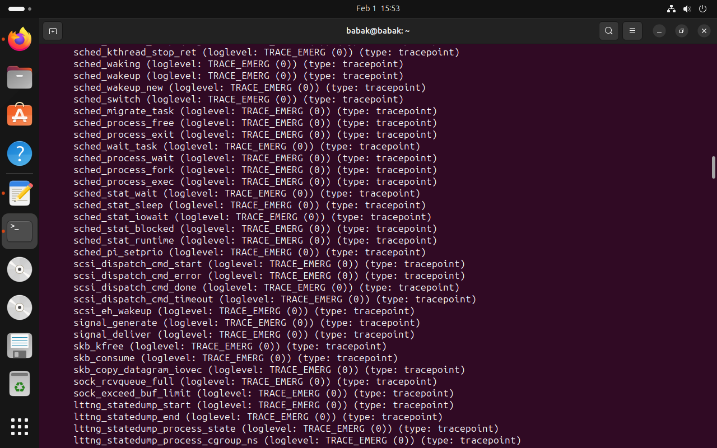 Feb 1 15:53
babak@babak: ~
sched_kthread_stop_ret (loglevel: TRACE_EMERG (0)) (type: tracepoint)
sched_waking (loglevel: TRACE_EMERG (0)) (type: tracepoint)
sched_wakeup (loglevel: TRACE_EMERG (0)) (type: tracepoint)
sched_wakeup_new (loglevel: TRACE_EMERG (0)) (type: tracepoint)
sched_switch (loglevel: TRACE_EMERG (0)) (type: tracepoint)
sched_migrate_task (loglevel: TRACE_EMERG (0)) (type: tracepoint)
sched_process_free (loglevel: TRACE_EMERG (0)) (type: tracepoint)
sched_process_exit (loglevel: TRACE_EMERG (0)) (type: tracepoint)
sched_wait_task (loglevel: TRACE_EMERG (0)) (type: tracepoint)
sched_process_wait (loglevel: TRACE_EMERG (0)) (type: tracepoint)
sched_process_fork (loglevel: TRACE_EMERG (0)) (type: tracepoint)
sched_process_exec (loglevel: TRACE_EMERG (0)) (type: tracepoint)
sched_stat_wait (loglevel: TRACE_EMERG (0)) (type: tracepoint)
sched_stat_sleep (loglevel: TRACE_EMERG (0)) (type: tracepoint)
sched_stat_iowait (loglevel: TRACE_EMERG (0)) (type: tracepoint)
sched_stat_blocked (loglevel: TRACE_EMERG (0)) (type: tracepoint)
sched_stat_runtime (loglevel: TRACE_EMERG (0)) (type: tracepoint)
sched_pi_setprio (loglevel: TRACE_EMERG (0)) (type: tracepoint)
scsi_dispatch_cmd_start (loglevel: TRACE_EMERG (0)) (type: tracepoint)
scsi_dispatch_cmd_error (loglevel: TRACE_EMERG (0)) (type: tracepoint)
scsi_dispatch_cmd_done (loglevel: TRACE_EMERG (0)) (type: tracepoint)
scsi_dispatch_cmd_timeout (loglevel: TRACE_EMERG (0)) (type: tracepoint)
scsi_eh_wakeup (loglevel: TRACE_EMERG (0)) (type: tracepoint)
signal_generate (loglevel: TRACE_EMERG (0)) (type: tracepoint)
signal_deliver (loglevel: TRACE_EMERG (0)) (type: tracepoint)
skb_kfree (loglevel: TRACE_EMERG (0)) (type: tracepoint)
skb_consume (loglevel: TRACE_EMERG (0)) (type: tracepoint)
skb_copy_datagram_iovec (loglevel: TRACE_EMERG (0)) (type: tracepoint)
sock_rcvqueue_full (loglevel: TRACE_EMERG (0)) (type: tracepoint)
sock_exceed_buf_limit (loglevel: TRACE_EMERG (0)) (type: tracepoint)
lttng_statedump_start (loglevel: TRACE_EMERG (0)) (type: tracepoint)
lttng_statedump_end (loglevel: TRACE_EMERG (0)) (type: tracepoint)
lttng_statedump_process_state (loglevel: TRACE_EMERG (0)) (type: tracepoint)
lttng_statedump_process_cgroup_ns (loglevel: TRACE_EMERG (0)) (type: tracepoint)